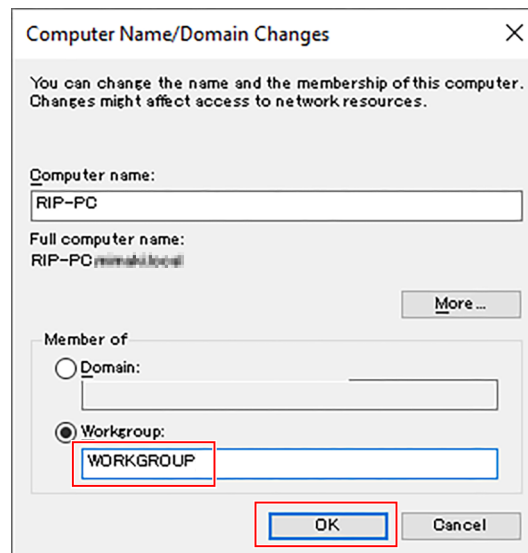 Computer Name/Domain Changes
You can change the name and the membership of this computer.
Changes might affect access to network resources.
Computer name:
RIP-PC
Full computer name:
RIP-PC
More...
Member of
Domain:
Workgroup:
WORKGROUP
OK Cancel